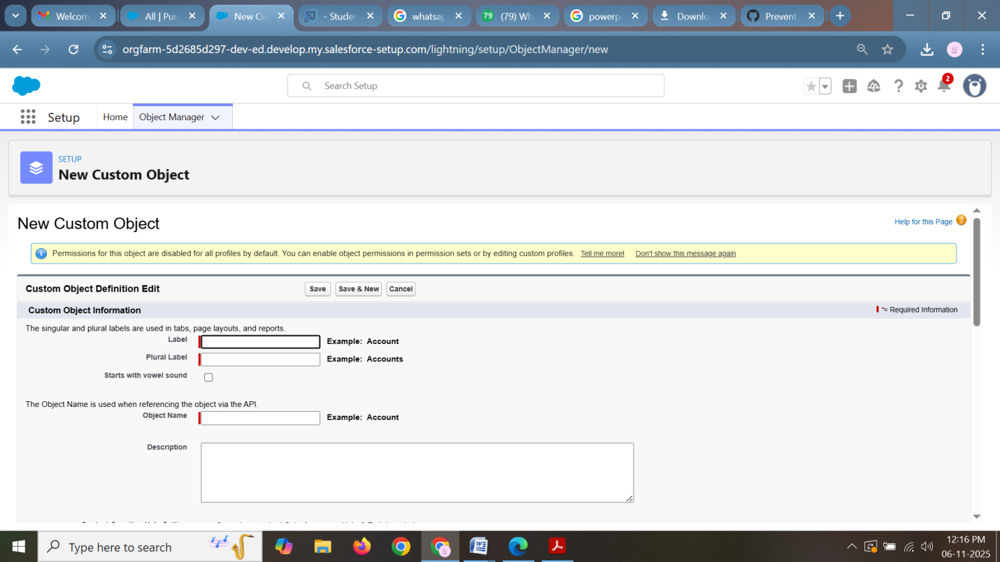 Welcom
All | Pur
New Cu
- Studer
whatsap
79
(79) Wh
powerp
Downlo
Prevent
orgfarm-5d2685d297-dev-ed.develop.my.salesforce-setup.com/lightning/setup/ObjectManager/new
Search Setup
2
Setup
Home
Object Manager
SETUP
New Custom Object
New Custom Object
Help for this Page
Permissions for this object are disabled for all profiles by default. You can enable object permissions in permission sets or by editing custom profiles. Tell me more! Don't show this message again
Custom Object Definition Edit
Save
Save & New
Cancel
Custom Object Information
*= Required Information
The singular and plural labels are used in tabs, page layouts, and reports.
Label
Example: Account
Plural Label
Example: Accounts
Starts with vowel sound
The Object Name is used when referencing the object via the API.
Object Name
Example: Account
Description
Type here to search
12:16 PM
06-11-2025